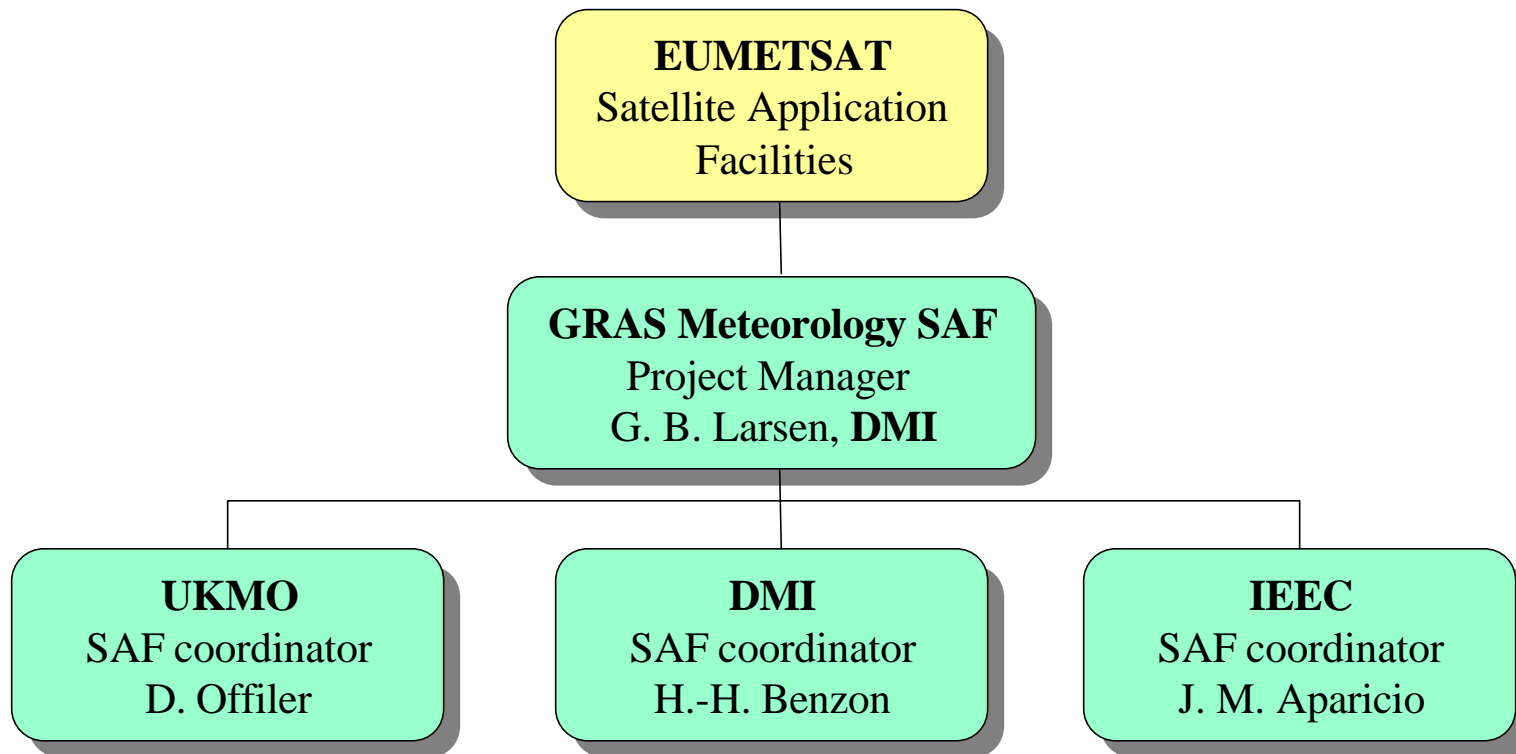 EUMETSAT
Satellite Application
Facilities
GRAS Meteorology SAF
Project Manager
G. B. Larsen, DMI
UKMO
SAF coordinator
D. Offiler
DMI
SAF coordinator
H.-H. Benzon
IEEC
SAF coordinator
J. M. Aparicio